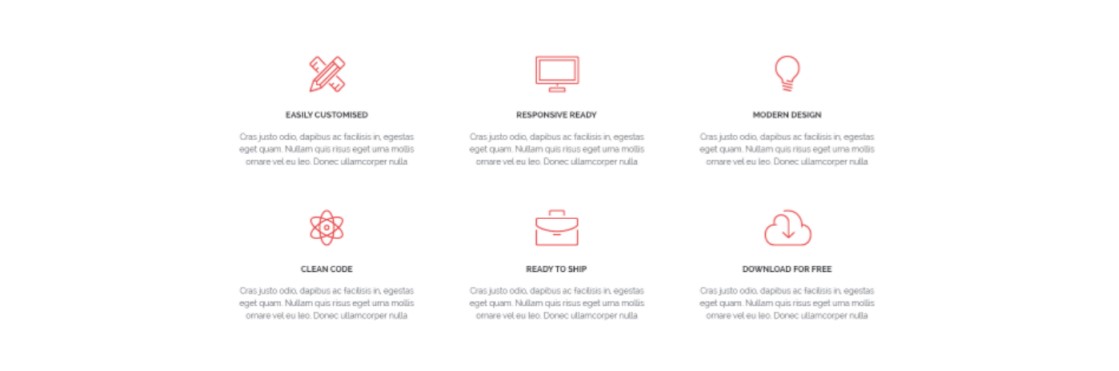 EASILY CUSTOMISED
Cras justo odio, dapibus ac facilisis in, egestas
eget quam. Nullam quis risus eget urna mollis
ornare vel eu leo. Donec ullamcorper nulla
RESPONSIVE READY
Cras justo odio, dapibus ac facilisis in, egestas
eget quam. Nullam quis risus eget urna mollis
ornare vel eu leo. Donec ullamcorper nulla
MODERN DESIGN
Cras justo odio, dapibus ac facilisis in, egestas
eget quam. Nullam quis risus eget urna mollis
ornare vel eu leo. Donec ullamcorper nulla
CLEAN CODE
Cras justo odio, dapibus ac facilisis in, egestas
eget quam. Nullam quis risus eget urna mollis
ornare vel eu leo. Donec ullamcorper nulla
READY TO SHIP
Cras justo odio, dapibus ac facilisis in, egestas
eget quam. Nullam quis risus eget urna mollis
ornare vel eu leo. Donec ullamcorper nulla
DOWNLOAD FOR FREE
Cras justo odio, dapibus ac facilisis in, egestas
eget quam. Nullam quis risus eget urna mollis
ornare vel eu leo. Donec ullamcorper nulla